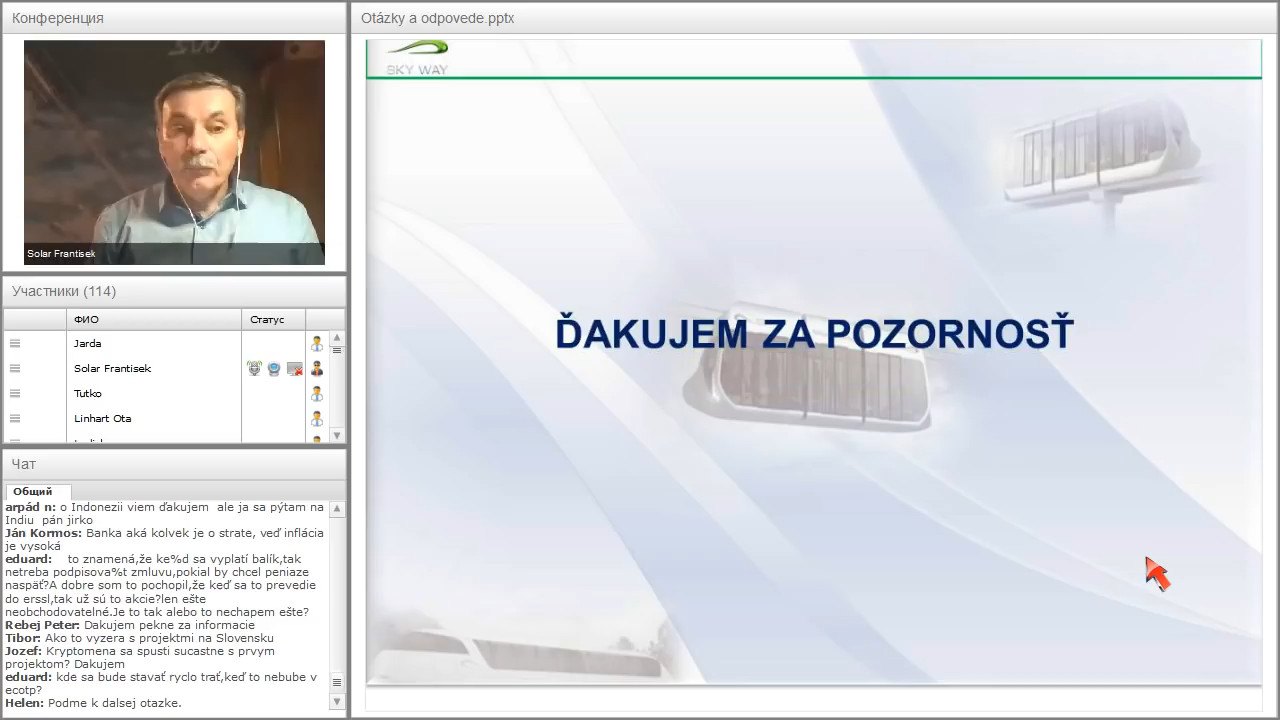 Конференция
Otázky a odpovede.pptx
SKY WAY
Solar Frantisek
ĎAKUJEM ZA POZORNOSŤ
Участники (114)
ФИО
Статус
Jarda
Solar Frantisek
Tutko
Linhart Ota
Чат
Общий
arpád n: o Indonezii viem ďakujem ale ja sa pýtam na
Indiu pán jirko
Ján Kormos: Banka aká kolvek je o strate, veď inflácia
je vysoká
eduard: to znamená,že ke%d sa vyplatí balík,tak
netreba podpisova%t zmluvu,pokial by chcel peniaze
naspäť?A dobre som to pochopil,že keď sa to prevedie
do erssl,tak už sú to akcie?len ešte
neobchodovatelné.Je to tak alebo to nechapem ešte?
Rebej Peter: Dakujem pekne za informacie
Tibor: Ako to vyzera s projektmi na Slovensku
Jozef: Kryptomena sa spusti sucastne s prvym
projektom? Dakujem
eduard: kde sa bude stavať ryclo trať,keď to nebube v
ecotp?
Helen: Poďme k dalsej otazke.